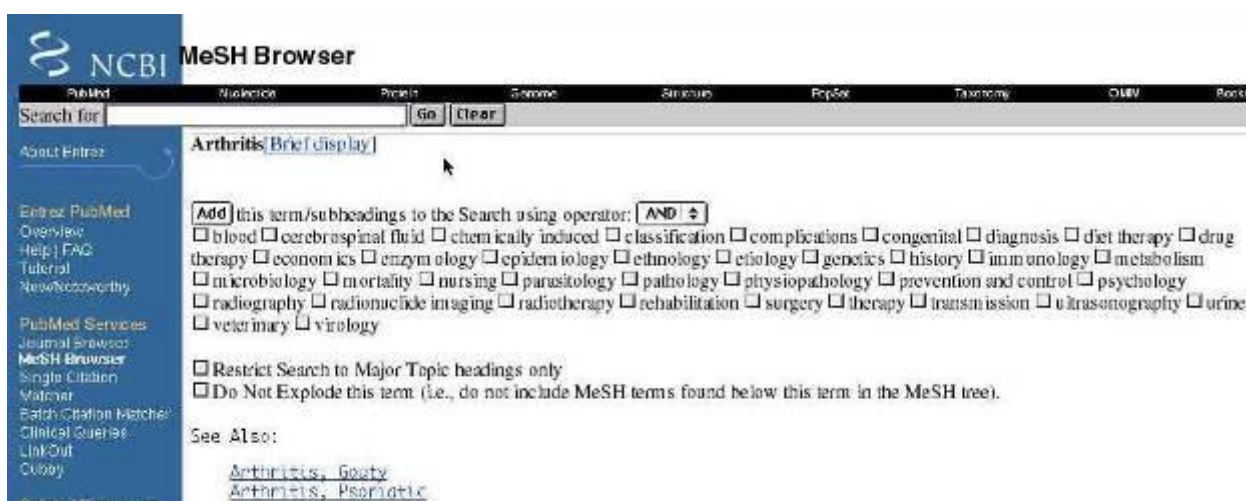 NCBI MeSH Browser
PubMed Nucleotide Protein Genome Structure PopSet Taxonomy OMIM Books
Search for Go Clear
About Entrez
Arthritis[Brief display]
Entrez PubMed
Overview
Help | FAQ
Tutorial
New/Noteworthy
PubMed Services
Journal Browser
MeSH Browser
Single Citation
Matcher
Batch Citation Matcher
Clinical Queries
LinkOut
Cubby
Add this term/subheadings to the Search using operator: AND
blood cerebrospinal fluid chemically induced classification complications congenital diagnosis diet therapy drug
therapy economics enzymology epidemiology ethnology etiology genetics history immunology metabolism
microbiology mortality nursing parasitology pathology physiopathology prevention and control psychology
radiography radionuclide imaging radiotherapy rehabilitation surgery therapy transmission ultrasonography urine
veterinary virology
Restrict Search to Major Topic headings only
Do Not Explode this term (i.e., do not include MeSH terms found below this term in the MeSH tree).
See Also:
Arthritis, Gouty
Arthritis, Psoriatic